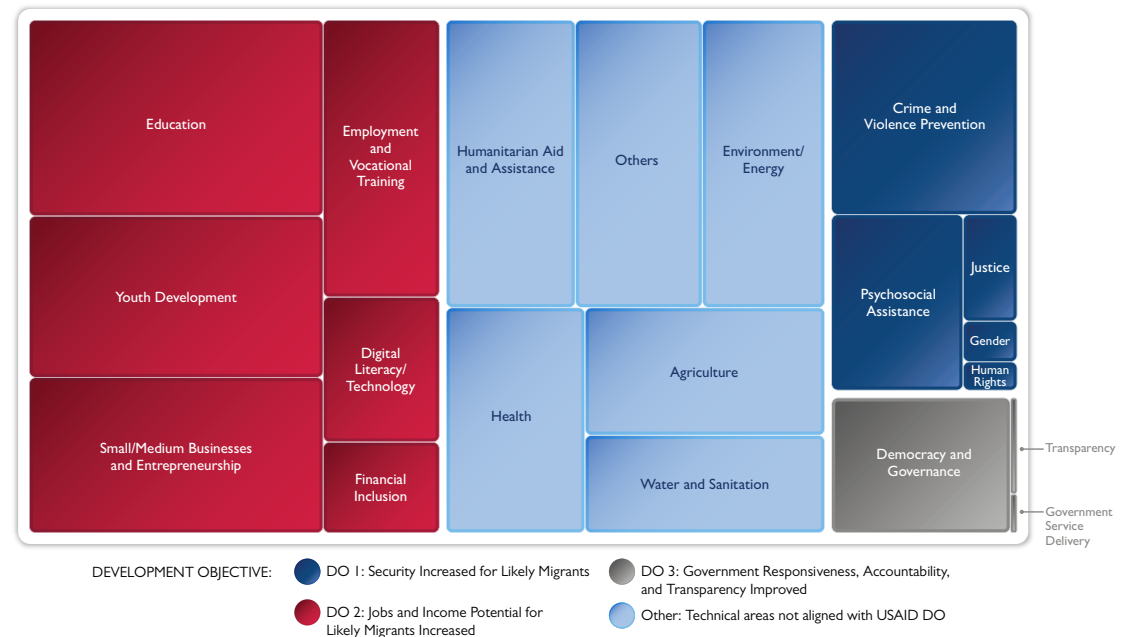 Education
Youth Development
Small/Medium Businesses
and Entrepreneurship
Employment
and
Vocational
Training
Digital
Literacy/
Technology
Financial
Inclusion
Humanitarian Aid
and Assistance
Others
Environment/
Energy
Health
Agriculture
Water and Sanitation
Crime and
Violence Prevention
Psychosocial
Assistance
Justice
Gender
Human
Rights
Democracy and
Governance
Transparency
Government
Service
Delivery
DEVELOPMENT OBJECTIVE:
DO 1: Security Increased for Likely Migrants
DO 2: Jobs and Income Potential for
Likely Migrants Increased
DO 3: Government Responsiveness, Accountability,
and Transparency Improved
Other: Technical areas not aligned with USAID DO